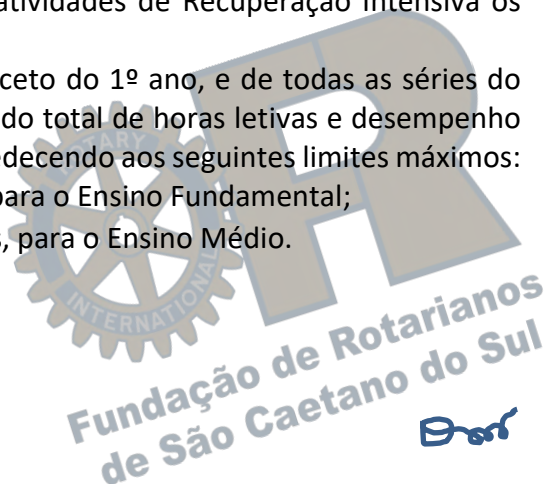 atividades de Recuperação Intensiva os
ceto do 1º ano, e de todas as séries do
do total de horas letivas e desempenho
edecendo aos seguintes limites máximos:
para o Ensino Fundamental;
s, para o Ensino Médio.
ROTARY
INTERNATIONAL
R
Fundação de Rotarianos
de São Caetano do Sul